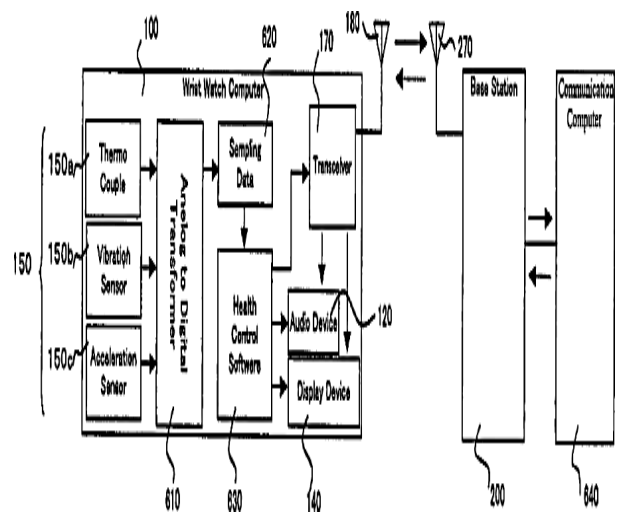 100
620
170
180
270
Wrist Watch Computer
Base Station
Communication
Computer
150
150a
Thermo
Couple
150b
Vibration
Sensor
150c
Acceleration
Sensor
Analog to Digital
Transformer
Sampling
Data
Transceiver
Health
Control
Software
Audio Device
120
Display Device
610
630
140
200
640